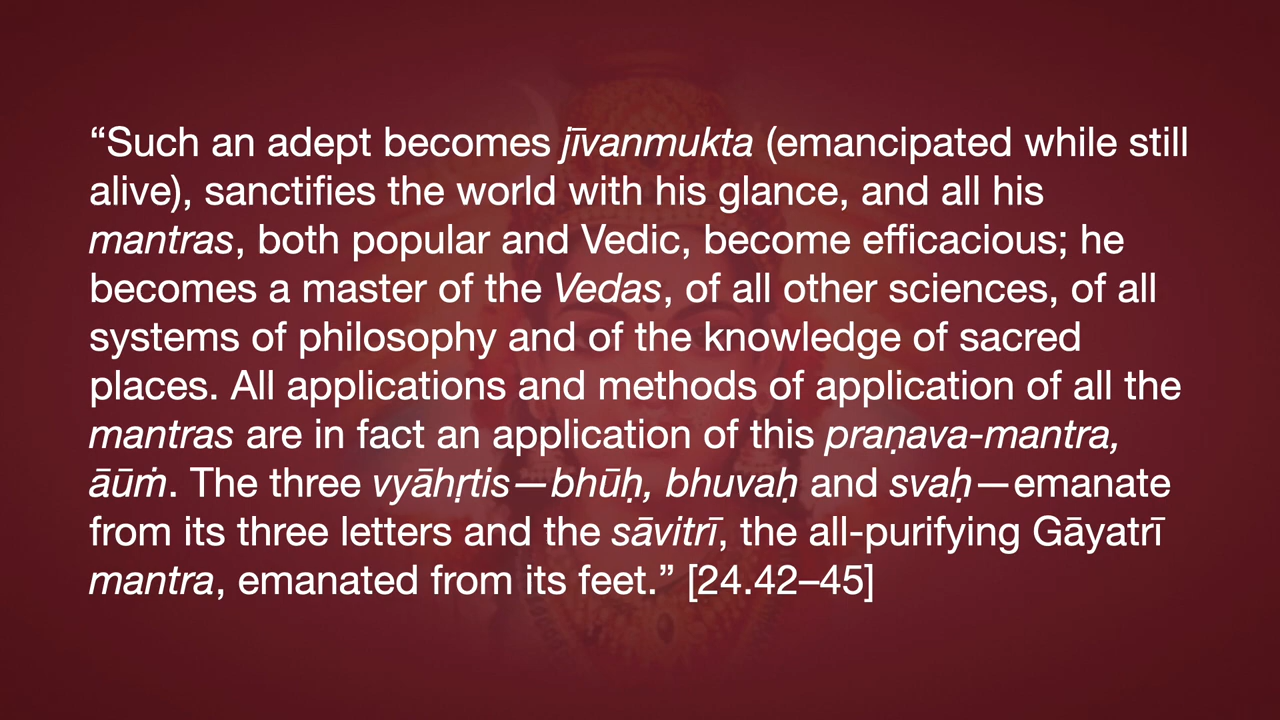 “Such an adept becomes jīvanmukta (emancipated while still
alive), sanctifies the world with his glance, and all his
mantras, both popular and Vedic, become efficacious; he
becomes a master of the Vedas, of all other sciences, of all
systems of philosophy and of the knowledge of sacred
places. All applications and methods of application of all the
mantras are in fact an application of this praṇava-mantra,
āūṁ. The three vyāhṛtis—bhūḥ, bhuvaḥ and svaḥ—emanate
from its three letters and the sāvitrī, the all-purifying Gāyatrī
mantra, emanated from its feet.” [24.42–45]